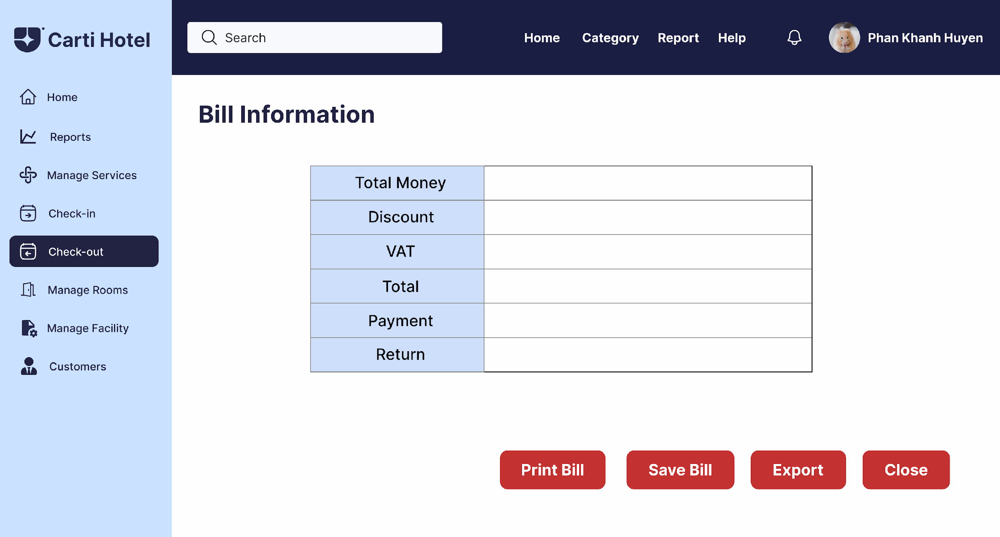 Carti Hotel
Search
Home
Category
Report
Help
Phan Khanh Huyen
Home
Reports
Manage Services
Check-in
Check-out
Manage Rooms
Manage Facility
Customers
Bill Information
Total Money
Discount
VAT
Total
Payment
Return
Print Bill
Save Bill
Export
Close